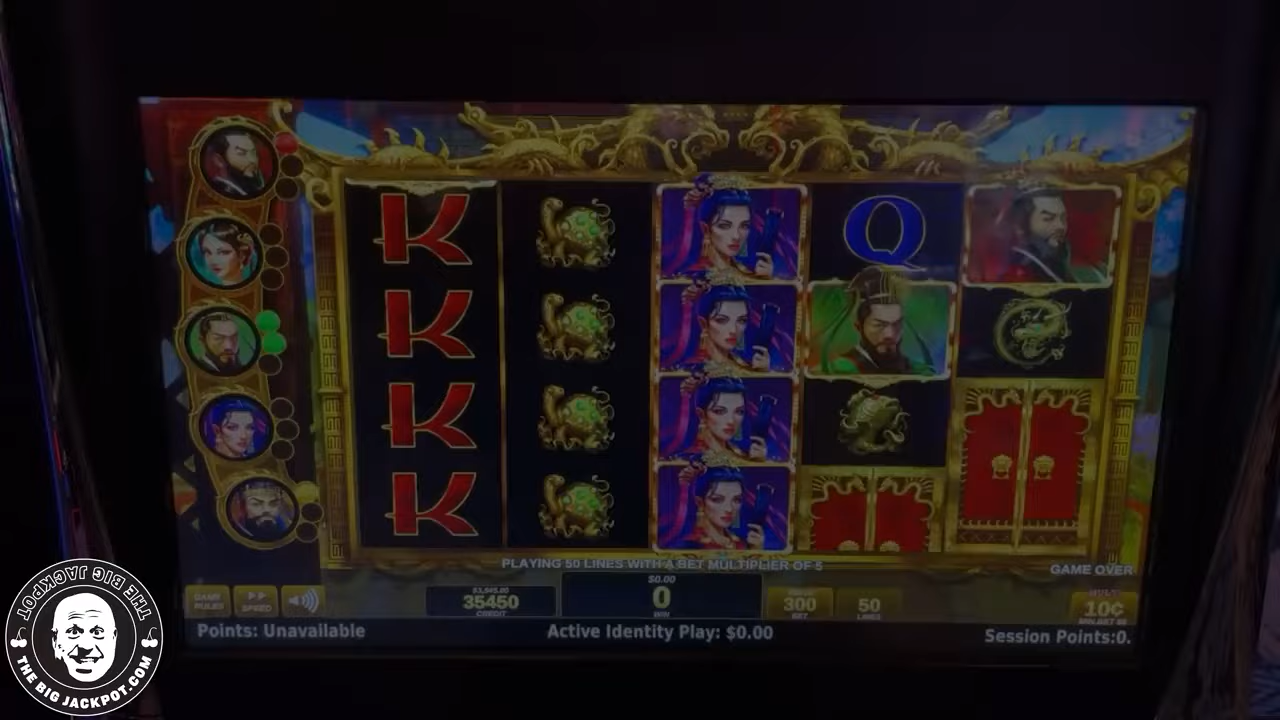 K
Q
K
K
K
PLAYING 50 LINES WITH A BET MULTIPLIER OF 5
GAME OVER
GAME RULES
SPEED
35450
CREDIT
$0.00
0
WIN
300
BET
50
LINES
10¢
Points: Unavailable
Active Identity Play: $0.00
Session Points:0.
THE BIG JACKPOT
THE BIG JACKPOT.COM